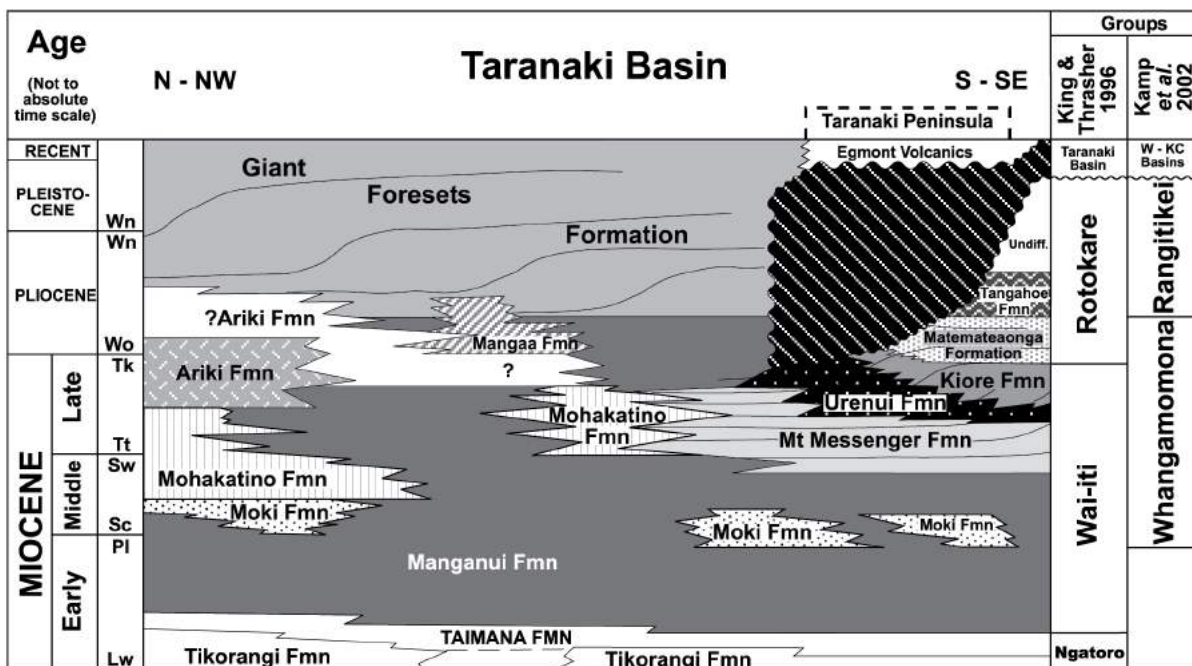 Age
(Not to
absolute
time scale)
N - NW
Taranaki Basin
S - SE
Taranaki Peninsula
Groups
King &
Thrasher
1996
Kamp
et al.
2002
RECENT
PLEISTO-
CENE
Wn
Wn
PLIOCENE
Wo
Tk
MIOCENE
Late
Tt
Sw
Middle
Sc
Pl
Early
Lw
Giant
Foresets
Formation
Egmont Volcanics
Undiff.
Tangahoe
Fmn
Matemateaonga
Formation
?Ariki Fmn
Mangaa Fmn
?
Ariki Fmn
Kiore Fmn
Urenui Fmn
Mohakatino
Fmn
Mt Messenger Fmn
Mohakatino Fmn
Moki Fmn
Moki Fmn
Moki Fmn
Manganui Fmn
TAIMANA FMN
Tikorangi Fmn
Tikorangi Fmn
Taranaki
Basin
W - KC
Basins
Rotokare
Rangitikei
Wai-iti
Whangamomona
Ngatoro